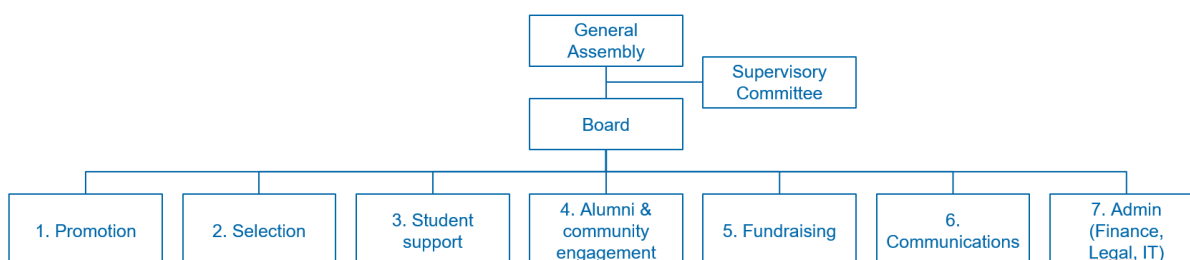 General
Assembly
Supervisory
Committee
Board
1. Promotion
2. Selection
3. Student
support
4. Alumni &
community
engagement
5. Fundraising
6.
Communications
7. Admin
(Finance,
Legal, IT)